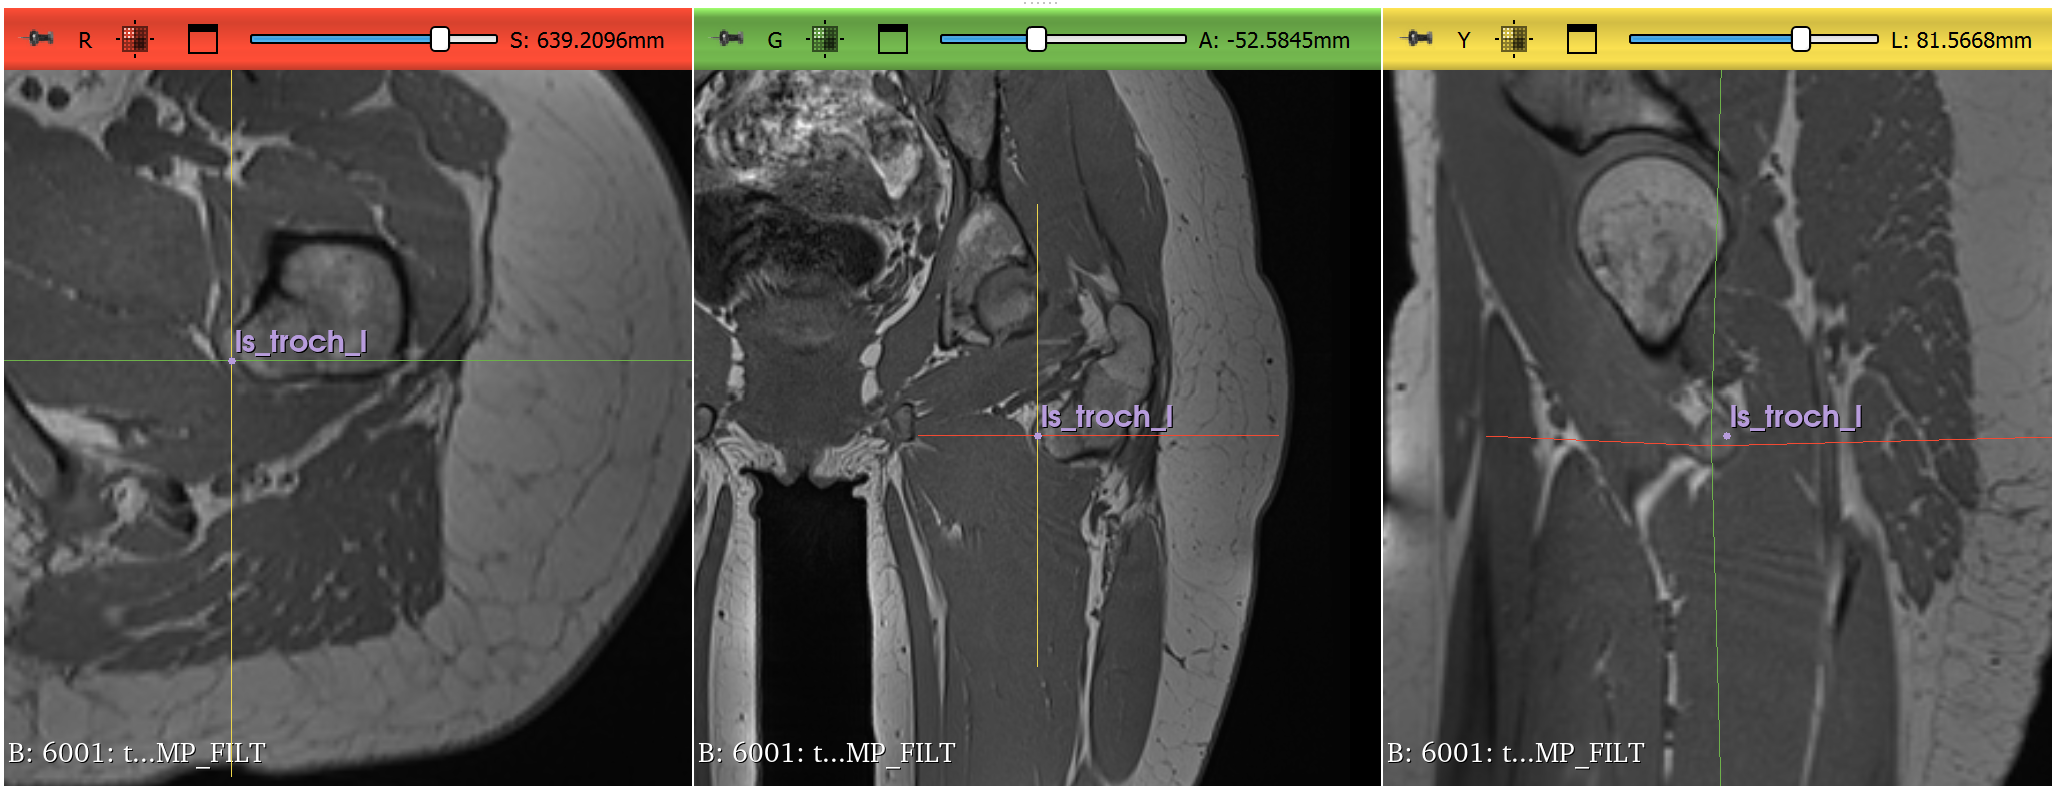 R S: 639.2096mm
G A: -52.5845mm
Y L: 81.5668mm
ls_troch_l
ls_troch_l
ls_troch_l
B: 6001: t...MP_FILT
B: 6001: t...MP_FILT
B: 6001: t...MP_FILT